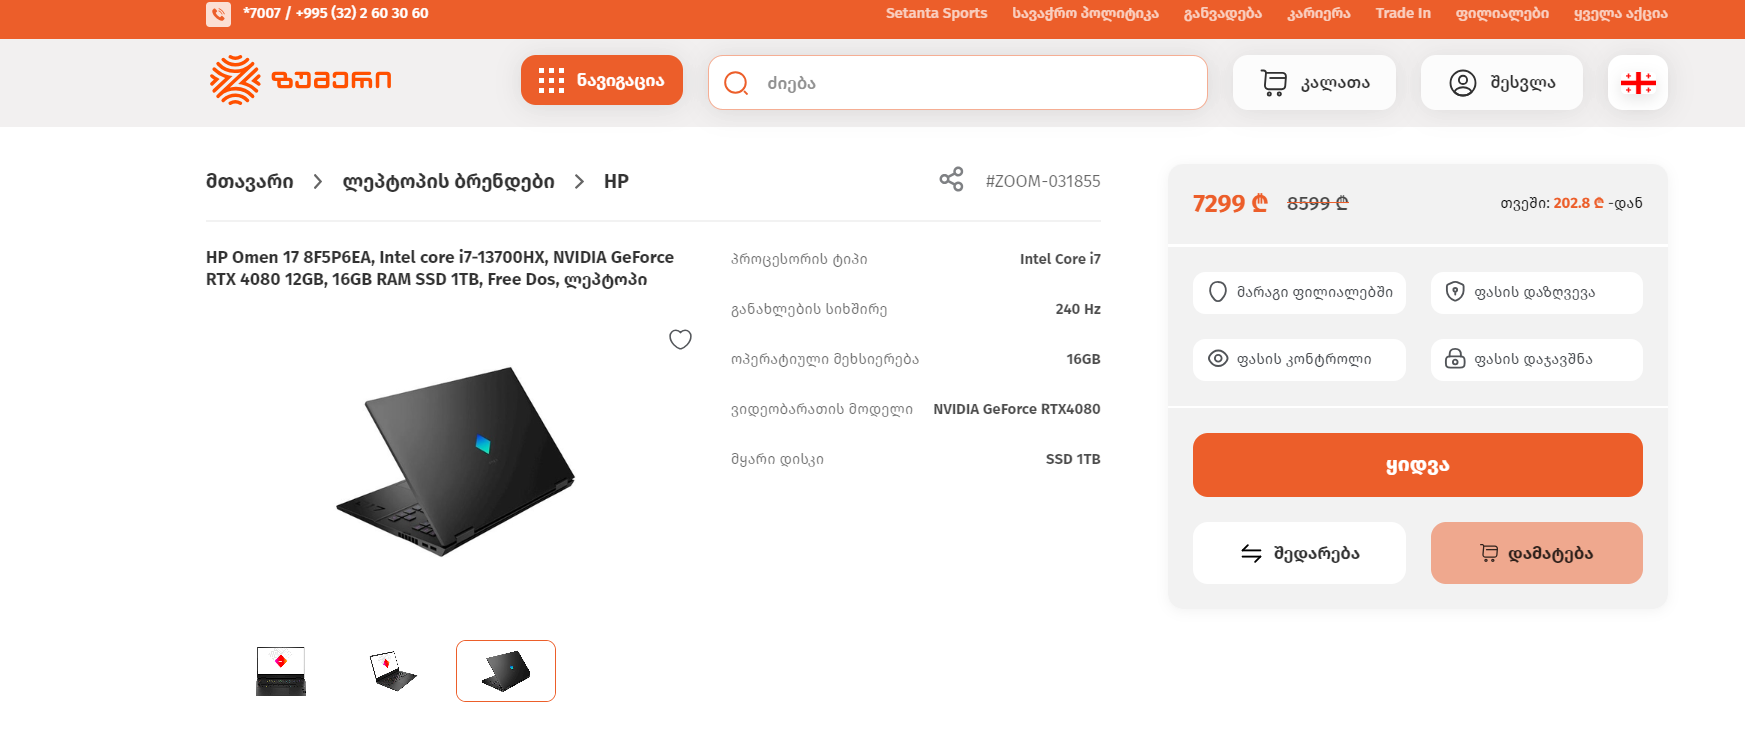 *7007 / +995 (32) 2 60 30 60
Setanta Sports სავაჭრო პოლიტიკა განვადება კარიერა Trade In ფილიალები ყველა აქცია
ზუმერი
ნავიგაცია
ძიება
კალათა
შესვლა
მთავარი > ლეპტოპის ბრენდები > HP
#ZOOM-031855
HP Omen 17 8F5P6EA, Intel core i7-13700HX, NVIDIA GeForce
RTX 4080 12GB, 16GB RAM SSD 1TB, Free Dos, ლეპტოპი
პროცესორის ტიპი Intel Core i7
განახლების სიხშირე 240 Hz
ოპერატიული მეხსიერება 16GB
ვიდეობარათის მოდელი NVIDIA GeForce RTX4080
მყარი დისკი SSD 1TB
7299 ₾ 8599 ₾ თვეში: 202.8 ₾ -დან
მარაგი ფილიალებში
ფასის დაზღვევა
ფასის კონტროლი
ფასის დაჯავშნა
ყიდვა
შედარება
დამატება